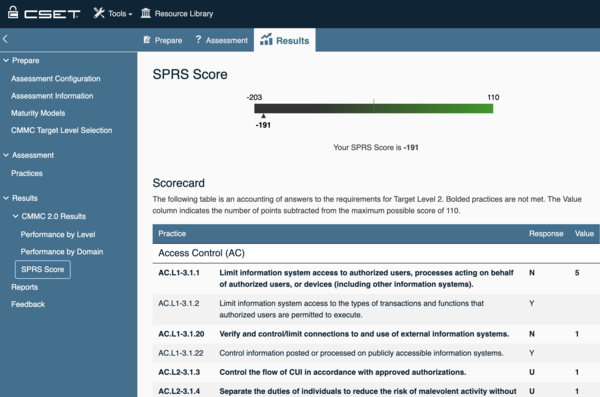 CSET Tools Resource Library
Prepare Assessment Results
Prepare
Assessment Configuration
Assessment Information
Maturity Models
CMMC Target Level Selection
Assessment
Practices
Results
CMMC 2.0 Results
Performance by Level
Performance by Domain
SPRS Score
Reports
Feedback
SPRS Score
-203 110
-191
Your SPRS Score is -191
Scorecard
The following table is an accounting of answers to the requirements for Target Level 2. Bolded practices are not met. The Value
column indicates the number of points subtracted from the maximum possible score of 110.
Practice Response Value
Access Control (AC)
AC.L1-3.1.1 Limit information system access to authorized users, processes acting on behalf N 5
of authorized users, or devices (including other information systems).
AC.L1-3.1.2 Limit information system access to the types of transactions and functions that Y
authorized users are permitted to execute.
AC.L1-3.1.20 Verify and control/limit connections to and use of external information systems. N 1
AC.L1-3.1.22 Control information posted or processed on publicly accessible information systems. Y
AC.L2-3.1.3 Control the flow of CUI in accordance with approved authorizations. U 1
AC.L2-3.1.4 Separate the duties of individuals to reduce the risk of malevolent activity without U 1